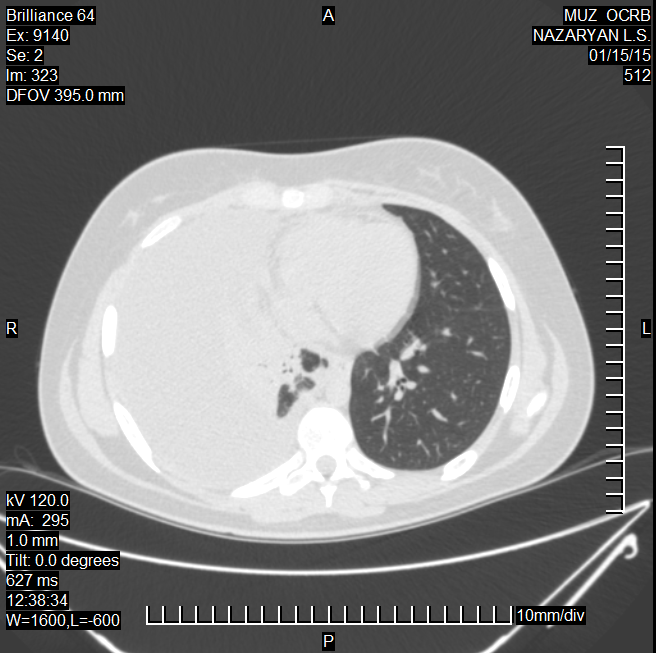 Brilliance 64
Ex: 9140
Se: 2
Im: 323
DFOV 395.0 mm
A
MUZ OCRB
NAZARYAN L.S.
01/15/15
512
R
L
kV 120.0
mA: 295
1.0 mm
Tilt: 0.0 degrees
627 ms
12:38:34
W=1600,L=-600
10mm/div
P